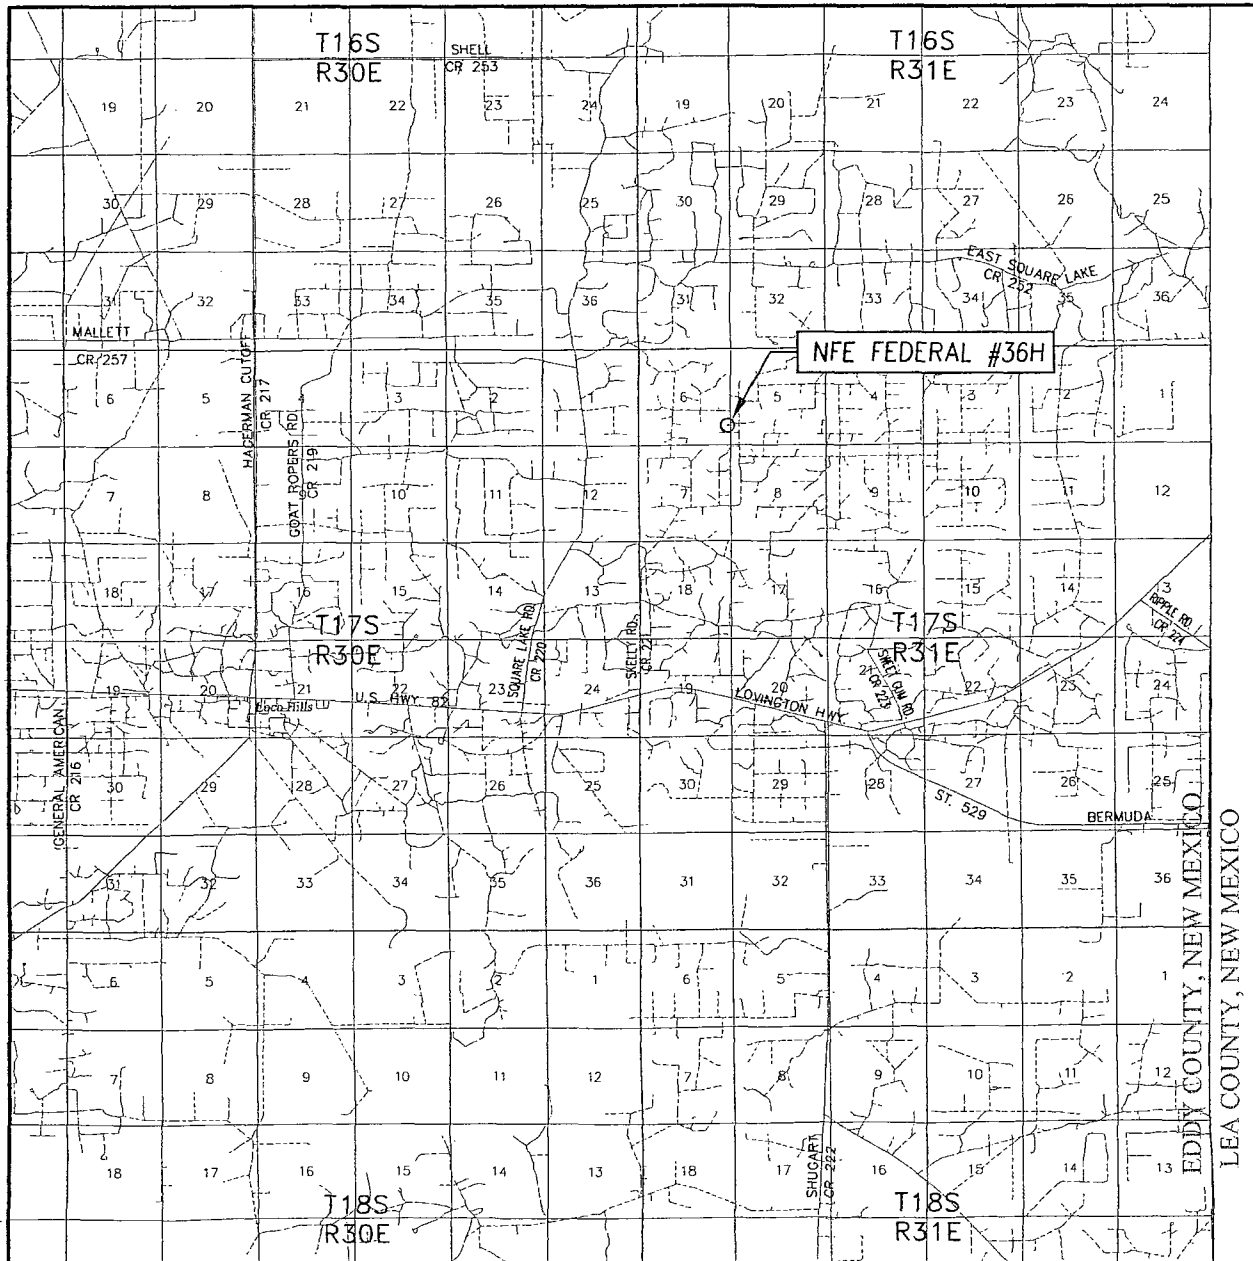 T16S
R30E
SHELL
CR 253
T16S
R31E
19 20 21 22 23 24 19 20 21 22 23 24
30 29 28 27 26 25 30 29 28 27 26 25
EAST SQUARE LAKE
CR 252
31 32 33 34 35 36 31 32 33 34 35 36
MALLETT
CR 257
NFE FEDERAL #36H
HAGERMAN CUTOFF
CR 217
GOAT ROPERS RD.
CR 219
6 5 4 3 2 1 6 5 4 3 2 1
7 8 9 10 11 12 7 8 9 10 11 12
18 17 16 15 14 13 18 17 16 15 14 3
RIPPLE RD.
CR 224
T17S
R30E
SQUARE LAKE RD.
CR 220
SKELLY RD.
CR 221
T17S
R31E
SKELT GUM RD.
CR 223
19 20 21 22 23 24 19 20 21 22 23 24
Loco Hills
U.S. HWY. 82
LOVINGTON HWY
GENERAL AMERICAN
CR 216
30 29 28 27 26 25 30 29 28 27 26 25
ST. 529
BERMUDA
31 32 33 34 35 36 31 32 33 34 35 36
6 5 4 3 2 1 6 5 4 3 2 1
7 8 9 10 11 12 7 8 9 10 11 12
18 17 16 15 14 13 18 17 16 15 14 13
SHUGART
CR 222
T18S
R30E
T18S
R31E
EDDY COUNTY, NEW MEXICO
LEA COUNTY, NEW MEXICO